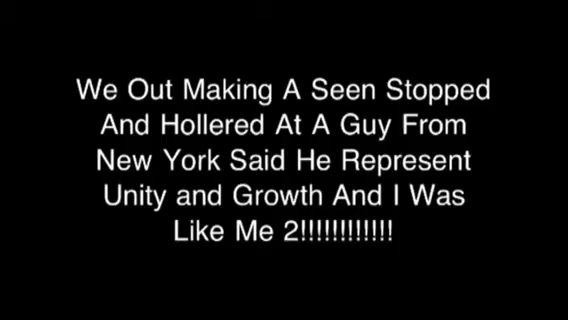 We Out Making A Seen Stopped
And Hollered At A Guy From
New York Said He Represent
Unity and Growth And I Was
Like Me 2!!!!!!!!!!!!